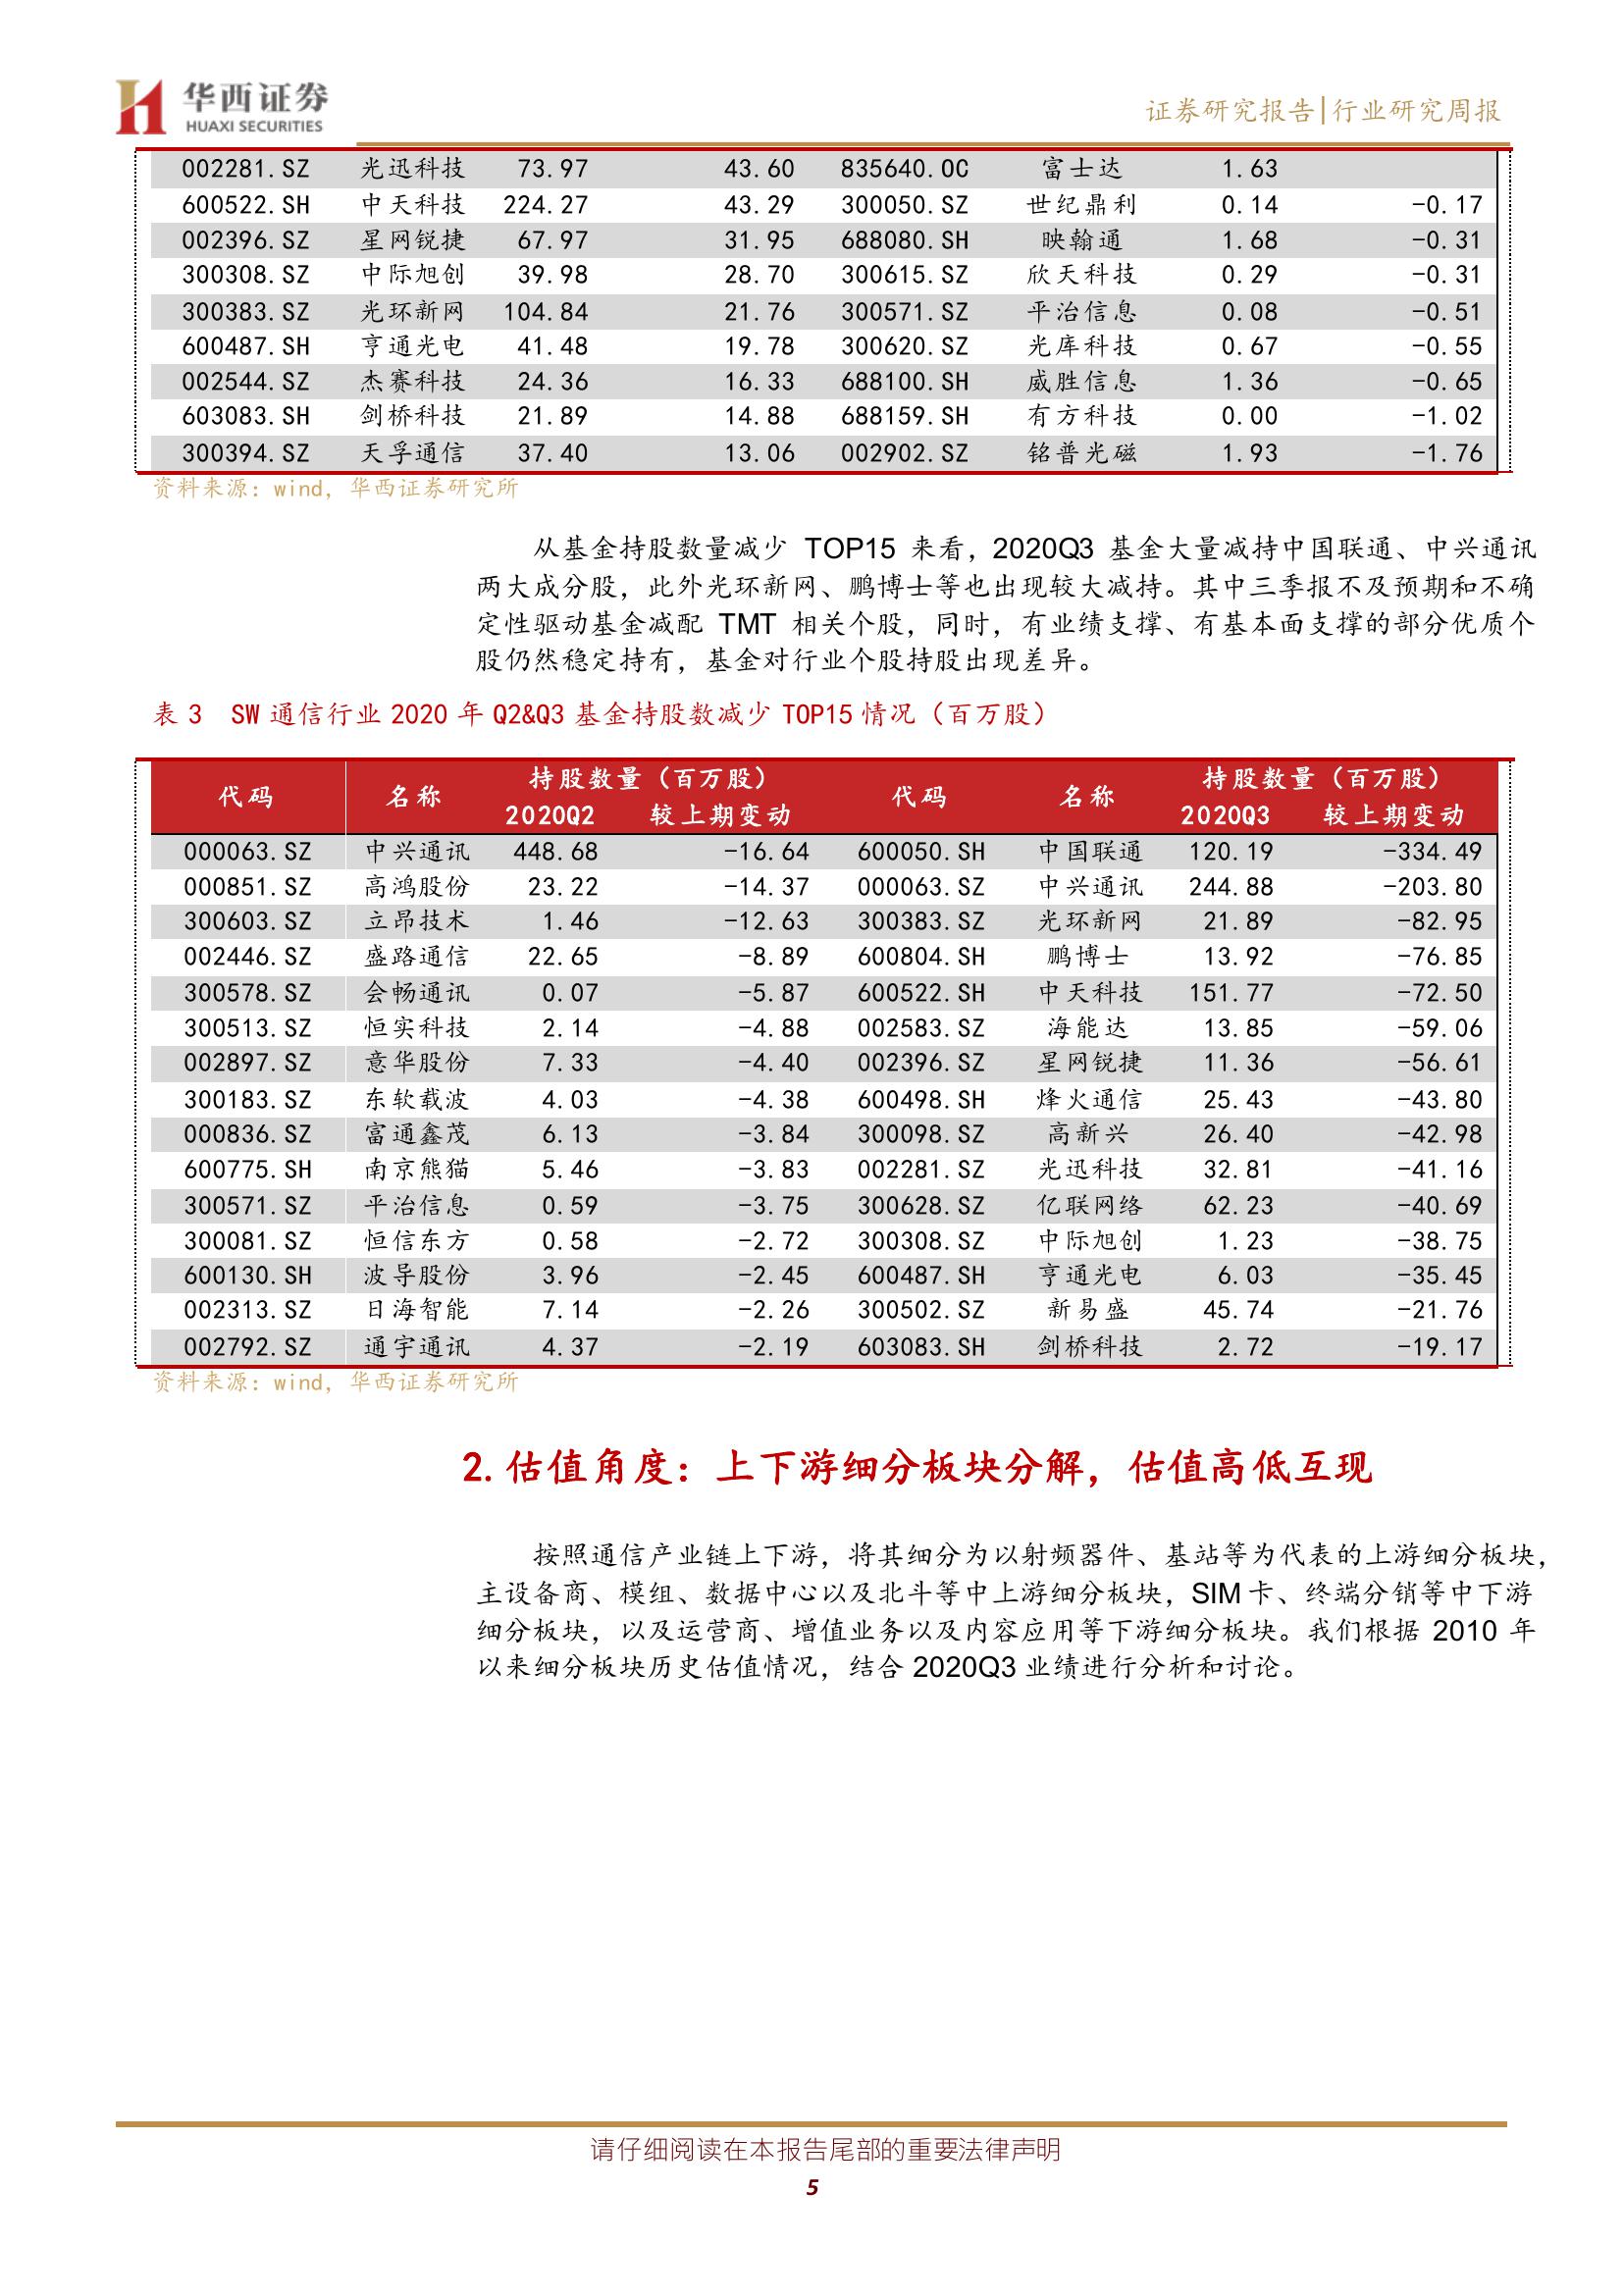 华西证券
HUAXI SECURITIES
证券研究报告|行业研究周报
002281.SZ 光迅科技 73.97 43.60 835640.OC 富士达 1.63
600522.SH 中天科技 224.27 43.29 300050.SZ 世纪鼎利 0.14 -0.17
002396.SZ 星网锐捷 67.97 31.95 688080.SH 映翰通 1.68 -0.31
300308.SZ 中际旭创 39.98 28.70 300615.SZ 欣天科技 0.29 -0.31
300383.SZ 光环新网 104.84 21.76 300571.SZ 平治信息 0.08 -0.51
600487.SH 亨通光电 41.48 19.78 300620.SZ 光库科技 0.67 -0.55
002544.SZ 杰赛科技 24.36 16.33 688100.SH 威胜信息 1.36 -0.65
603083.SH 剑桥科技 21.89 14.88 688159.SH 有方科技 0.00 -1.02
300394.SZ 天孚通信 37.40 13.06 002902.SZ 铭普光磁 1.93 -1.76
资料来源：wind，华西证券研究所
从基金持股数量减少 TOP15 来看，2020Q3 基金大量减持中国联通、中兴通讯
两大成分股，此外光环新网、鹏博士等也出现较大减持。其中三季报不及预期和不确
定性驱动基金减配 TMT 相关个股，同时，有业绩支撑、有基本面支撑的部分优质个
股仍然稳定持有，基金对行业个股持股出现差异。
表 3 SW 通信行业 2020 年 Q2&Q3 基金持股数减少 TOP15 情况（百万股）
代码 名称 持股数量（百万股） 代码 名称 持股数量（百万股）
2020Q2 较上期变动 2020Q3 较上期变动
000063.SZ 中兴通讯 448.68 -16.64 600050.SH 中国联通 120.19 -334.49
000851.SZ 高鸿股份 23.22 -14.37 000063.SZ 中兴通讯 244.88 -203.80
300603.SZ 立昂技术 1.46 -12.63 300383.SZ 光环新网 21.89 -82.95
002446.SZ 盛路通信 22.65 -8.89 600804.SH 鹏博士 13.92 -76.85
300578.SZ 会畅通讯 0.07 -5.87 600522.SH 中天科技 151.77 -72.50
300513.SZ 恒实科技 2.14 -4.88 002583.SZ 海能达 13.85 -59.06
002897.SZ 意华股份 7.33 -4.40 002396.SZ 星网锐捷 11.36 -56.61
300183.SZ 东软载波 4.03 -4.38 600498.SH 烽火通信 25.43 -43.80
000836.SZ 富通鑫茂 6.13 -3.84 300098.SZ 高新兴 26.40 -42.98
600775.SH 南京熊猫 5.46 -3.83 002281.SZ 光迅科技 32.81 -41.16
300571.SZ 平治信息 0.59 -3.75 300628.SZ 亿联网络 62.23 -40.69
300081.SZ 恒信东方 0.58 -2.72 300308.SZ 中际旭创 1.23 -38.75
600130.SH 波导股份 3.96 -2.45 600487.SH 亨通光电 6.03 -35.45
002313.SZ 日海智能 7.14 -2.26 300502.SZ 新易盛 45.74 -21.76
002792.SZ 通宇通讯 4.37 -2.19 603083.SH 剑桥科技 2.72 -19.17
资料来源：wind，华西证券研究所
2.估值角度：上下游细分板块分解，估值高低互现
按照通信产业链上下游，将其细分为以射频器件、基站等为代表的上游细分板块，
主设备商、模组、数据中心以及北斗等中上游细分板块，SIM 卡、终端分销等中下游
细分板块，以及运营商、增值业务以及内容应用等下游细分板块。我们根据 2010 年
以来细分板块历史估值情况，结合 2020Q3 业绩进行分析和讨论。
请仔细阅读在本报告尾部的重要法律声明
5